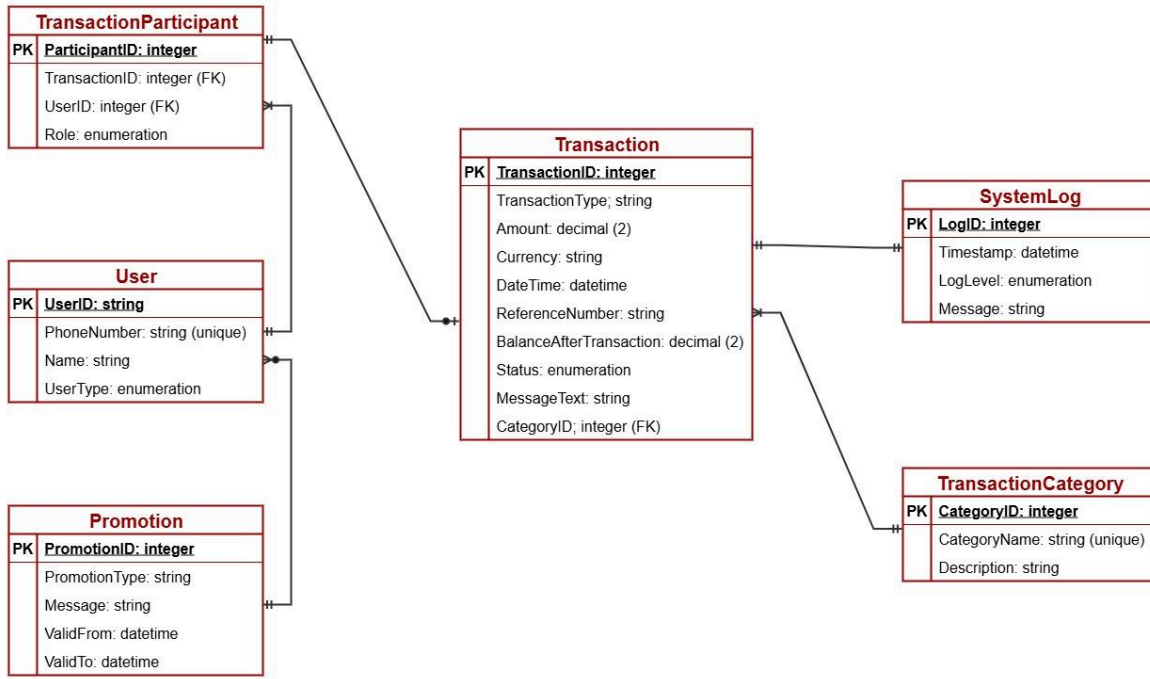 TransactionParticipant
PK ParticipantID: integer
TransactionID: integer (FK)
UserID: integer (FK)
Role: enumeration
User
PK UserID: string
PhoneNumber: string (unique)
Name: string
UserType: enumeration
Promotion
PK PromotionID: integer
PromotionType: string
Message: string
ValidFrom: datetime
ValidTo: datetime
Transaction
PK TransactionID: integer
TransactionType; string
Amount: decimal (2)
Currency: string
DateTime: datetime
ReferenceNumber: string
BalanceAfterTransaction: decimal (2)
Status: enumeration
MessageText: string
CategoryID; integer (FK)
SystemLog
PK LogID: integer
Timestamp: datetime
LogLevel: enumeration
Message: string
TransactionCategory
PK CategoryID: integer
CategoryName: string (unique)
Description: string